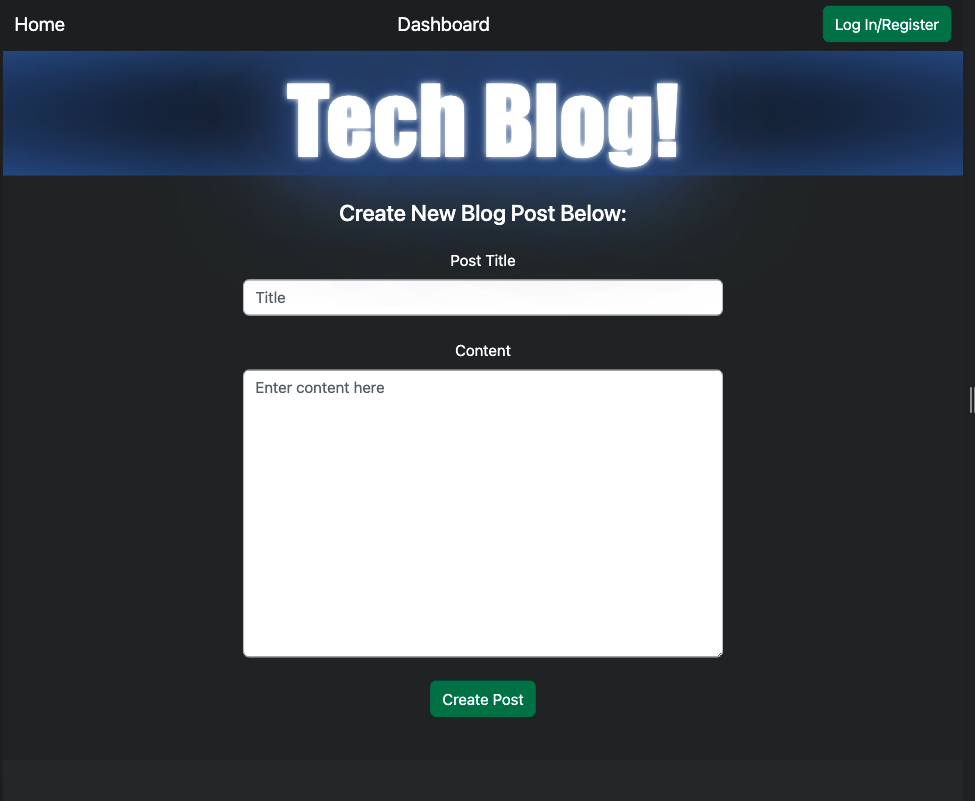 Home Dashboard Log In/Register
Tech Blog!
Create New Blog Post Below:
Post Title
Title
Content
Enter content here
Create Post